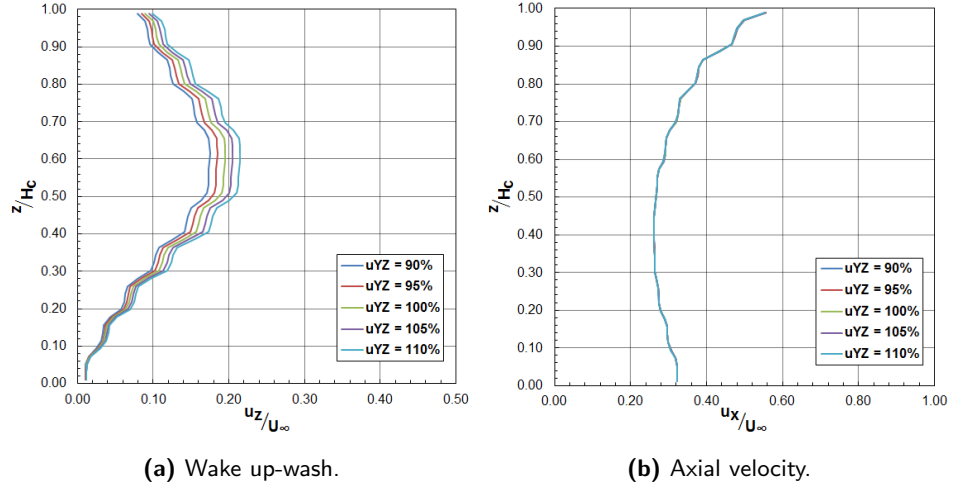 1.00
0.90
0.80
0.70
0.60
0.50
0.40
0.30
0.20
0.10
0.00
z/Hc
uYZ = 90%
uYZ = 95%
uYZ = 100%
uYZ = 105%
uYZ = 110%
0.00 0.10 0.20 0.30 0.40 0.50
uz/U∞
(a) Wake up-wash.
1.00
0.90
0.80
0.70
0.60
0.50
0.40
0.30
0.20
0.10
0.00
z/Hc
uYZ = 90%
uYZ = 95%
uYZ = 100%
uYZ = 105%
uYZ = 110%
0.00 0.20 0.40 0.60 0.80 1.00
ux/U∞
(b) Axial velocity.